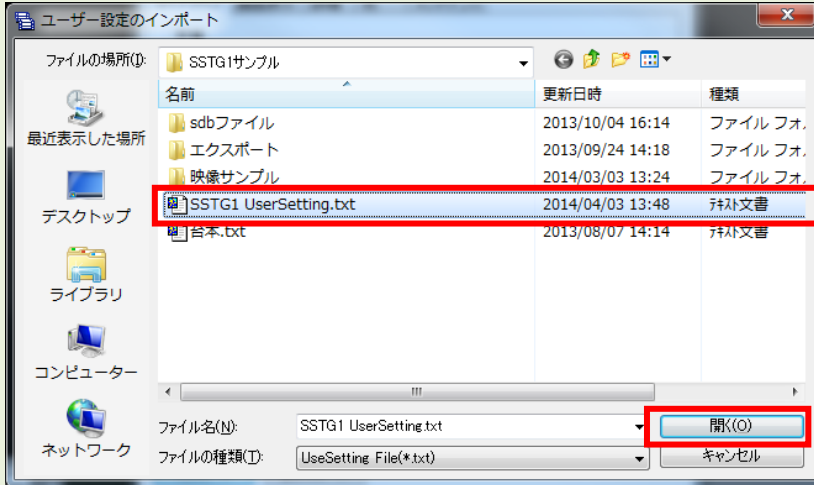 ユーザー設定のインポート
ファイルの場所(I):
SSTG1サンプル
名前 更新日時 種類
sdbファイル 2013/10/04 16:14 ファイル フォ
エクスポート 2013/09/24 14:18 ファイル フォ
映像サンプル 2014/03/03 13:24 ファイル フォ
SSTG1 UserSetting.txt 2014/04/03 13:48 テキスト文書
台本.txt 2013/08/07 14:14 テキスト文書
最近表示した場所
デスクトップ
ライブラリ
コンピューター
ネットワーク
ファイル名(N): SSTG1 UserSetting.txt 開く(O)
ファイルの種類(T): UseSetting File(*.txt) キャンセル